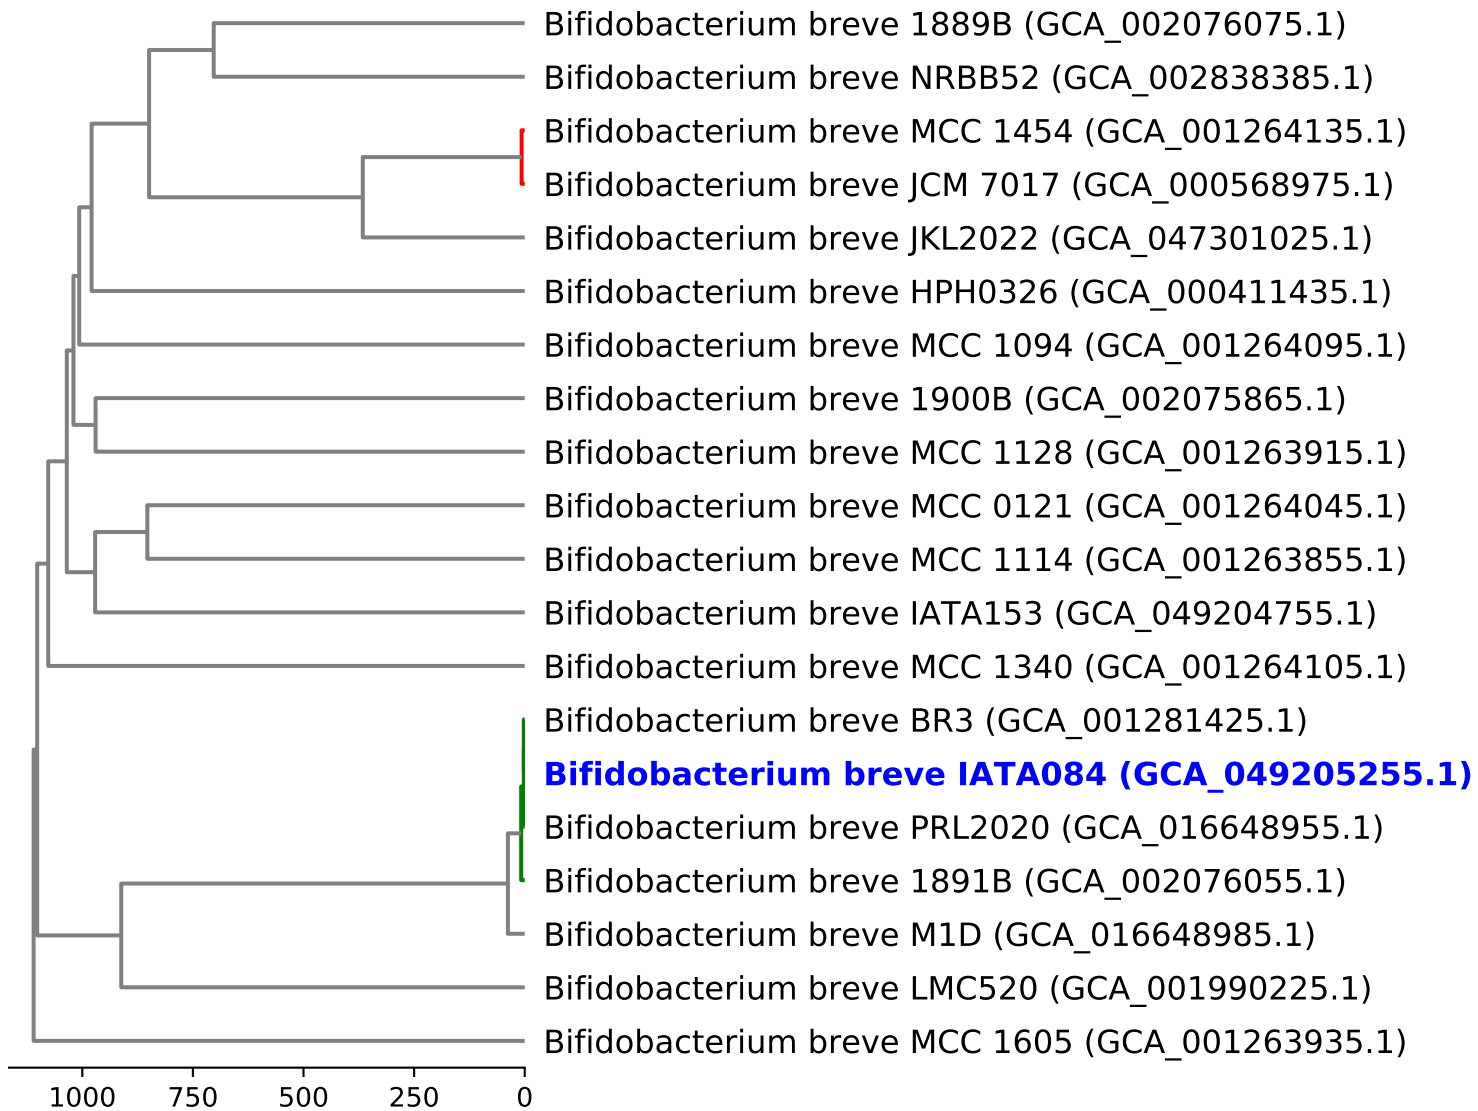 Bifidobacterium breve 1889B (GCA_002076075.1)
Bifidobacterium breve NRBB52 (GCA_002838385.1)
Bifidobacterium breve MCC 1454 (GCA_001264135.1)
Bifidobacterium breve JCM 7017 (GCA_000568975.1)
Bifidobacterium breve JKL2022 (GCA_047301025.1)
Bifidobacterium breve HPH0326 (GCA_000411435.1)
Bifidobacterium breve MCC 1094 (GCA_001264095.1)
Bifidobacterium breve 1900B (GCA_002075865.1)
Bifidobacterium breve MCC 1128 (GCA_001263915.1)
Bifidobacterium breve MCC 0121 (GCA_001264045.1)
Bifidobacterium breve MCC 1114 (GCA_001263855.1)
Bifidobacterium breve IATA153 (GCA_049204755.1)
Bifidobacterium breve MCC 1340 (GCA_001264105.1)
Bifidobacterium breve BR3 (GCA_001281425.1)
Bifidobacterium breve IATA084 (GCA_049205255.1)
Bifidobacterium breve PRL2020 (GCA_016648955.1)
Bifidobacterium breve 1891B (GCA_002076055.1)
Bifidobacterium breve M1D (GCA_016648985.1)
Bifidobacterium breve LMC520 (GCA_001990225.1)
Bifidobacterium breve MCC 1605 (GCA_001263935.1)
1000 750 500 250 0